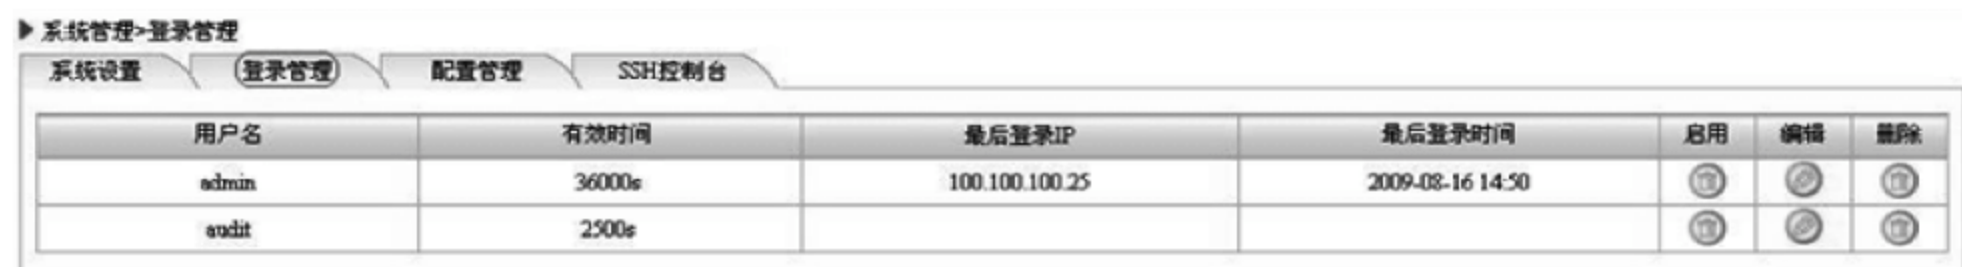 系统管理>登录管理
系统设置 登录管理 配置管理 SSH控制台
用户名 有效时间 最后登录IP 最后登录时间 启用 编辑 删除
admin 36000s 100.100.100.25 2009-08-16 14:50
audit 2500s